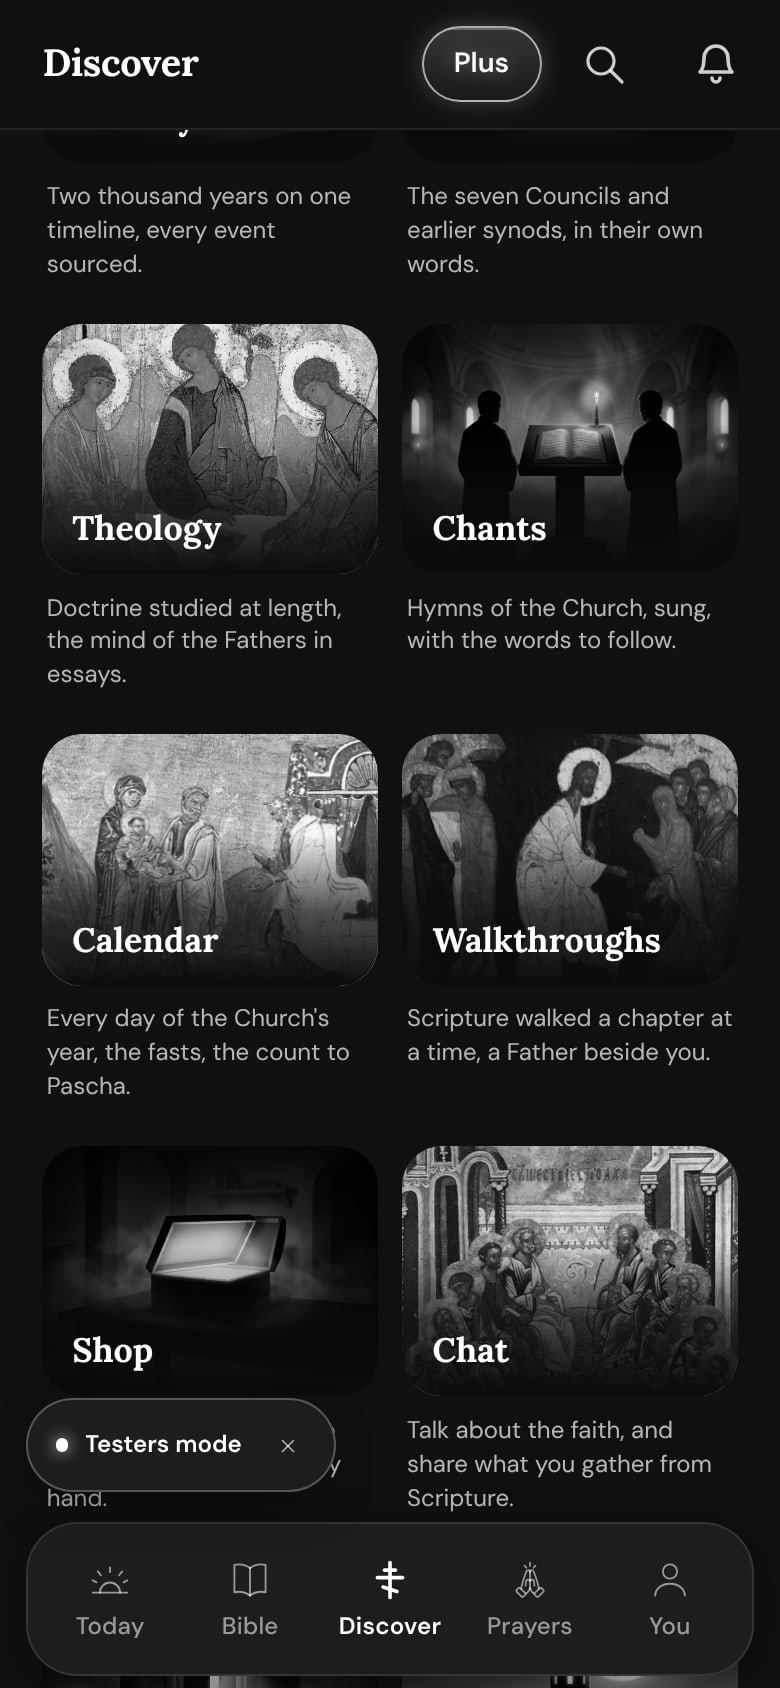 Discover
Plus
Two thousand years on one
timeline, every event
sourced.
The seven Councils and
earlier synods, in their own
words.
Theology
Chants
Doctrine studied at length,
the mind of the Fathers in
essays.
Hymns of the Church, sung,
with the words to follow.
Calendar
Walkthroughs
Every day of the Church's
year, the fasts, the count to
Pascha.
Scripture walked a chapter at
a time, a Father beside you.
Shop
Chat
Testers mode
hand.
Talk about the faith, and
share what you gather from
Scripture.
Today
Bible
Discover
Prayers
You